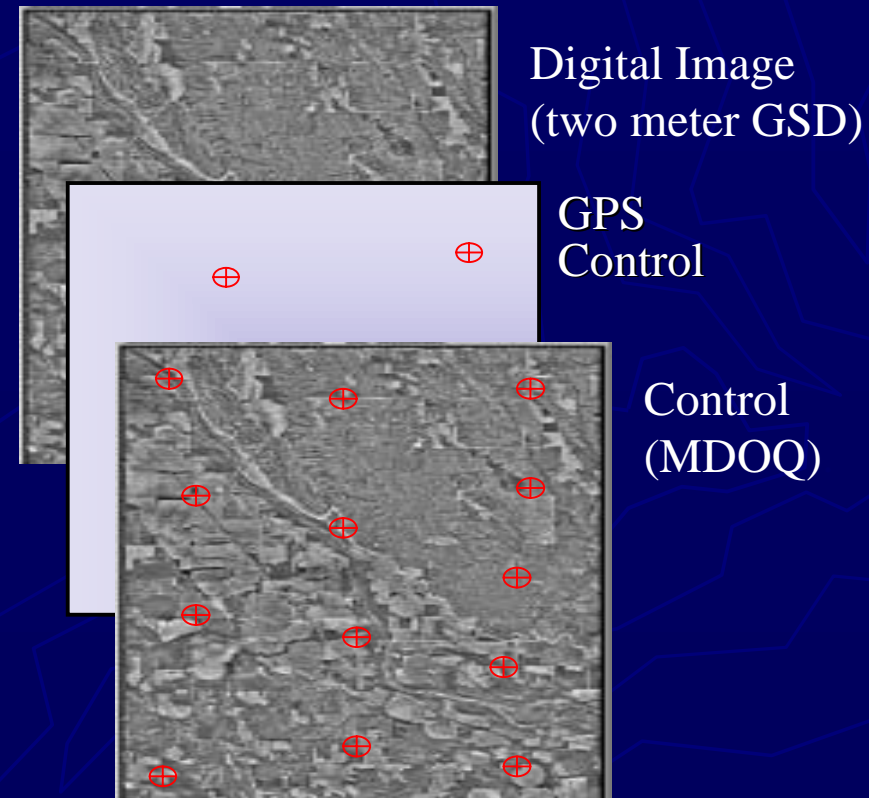 Digital Image
(two meter GSD)
GPS
Control
Control
(MDOQ)